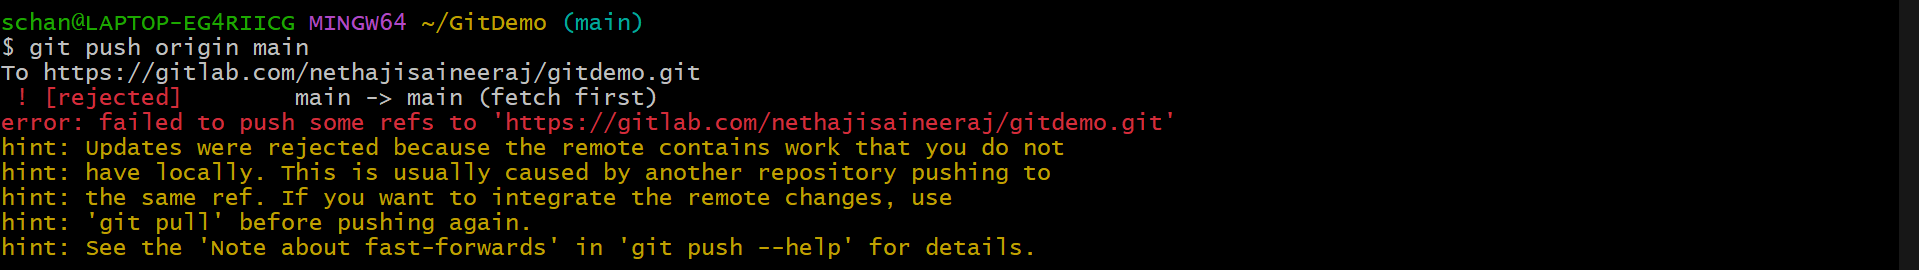 schan@LAPTOP-EG4RIICG MINGW64 ~/GitDemo (main)
$ git push origin main
To https://gitlab.com/nethajisaineeraj/gitdemo.git
 ! [rejected]        main -> main (fetch first)
error: failed to push some refs to 'https://gitlab.com/nethajisaineeraj/gitdemo.git'
hint: Updates were rejected because the remote contains work that you do not
hint: have locally. This is usually caused by another repository pushing to
hint: the same ref. If you want to integrate the remote changes, use
hint: 'git pull' before pushing again.
hint: See the 'Note about fast-forwards' in 'git push --help' for details.